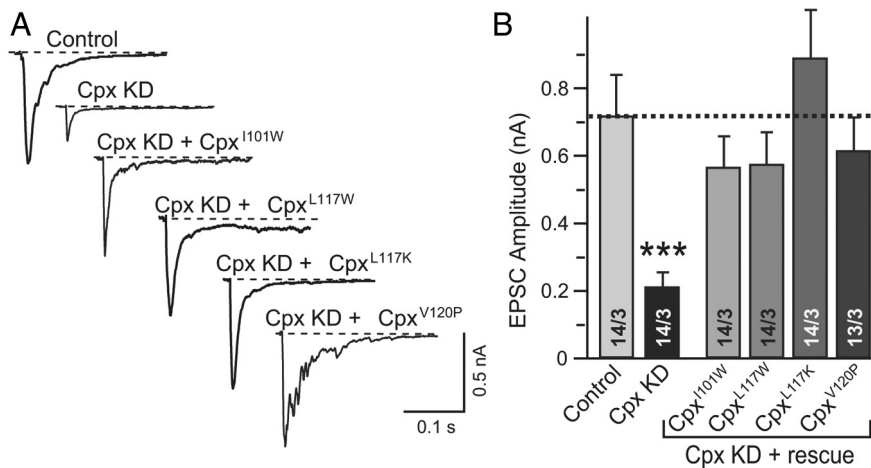 A
Control
Cpx KD
Cpx KD + Cpx^I101W
Cpx KD + Cpx^L117W
Cpx KD + Cpx^L117K
Cpx KD + Cpx^V120P
0.5 nA
0.1 s
B
EPSC Amplitude (nA)
0.8
0.6
0.4
0.2
0
***
14/3
14/3
14/3
14/3
14/3
13/3
Control
Cpx KD
Cpx^I101W
Cpx^L117W
Cpx^L117K
Cpx^V120P
Cpx KD + rescue